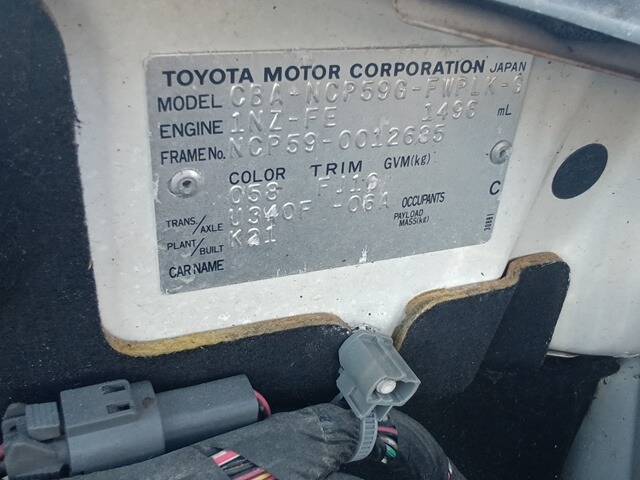 TOYOTA MOTOR CORPORATION JAPAN
MODEL CBA-NCP59G-FWPLK-S
ENGINE 1NZ-FE 1496 mL
FRAME No. NCP59-0012635
COLOR TRIM GVM(kg)
058 FJ16
TRANS./AXLE U340F -06A OCCUPANTS
PLANT/BUILT K21 PAYLOAD MASS(kg)
CAR NAME
C